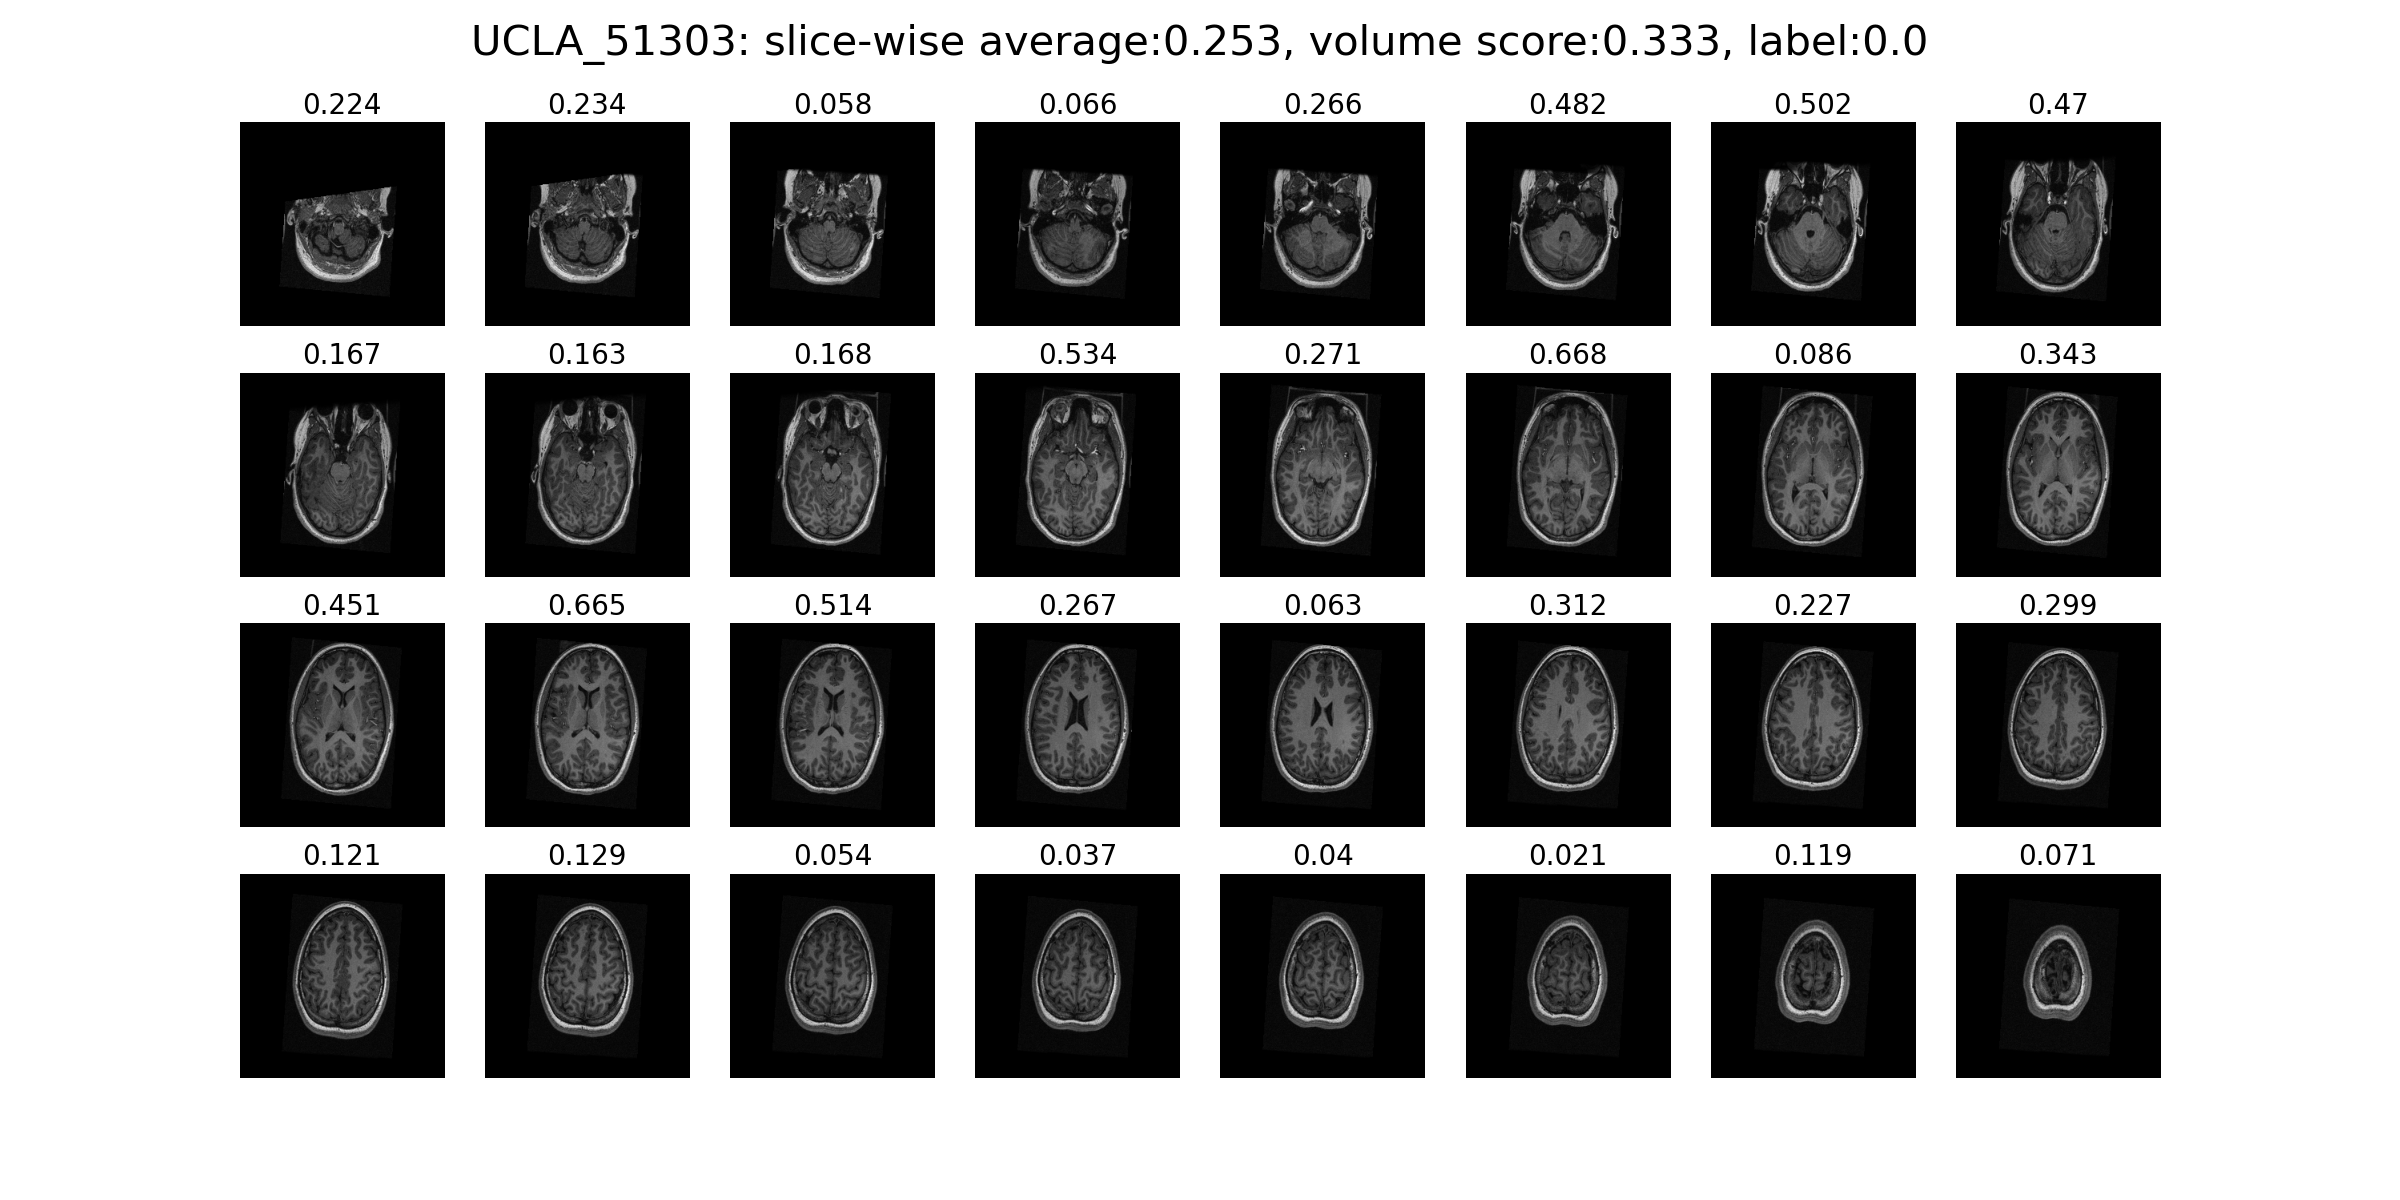 UCLA_51303: slice-wise average:0.253, volume score:0.333, label:0.0
0.224 0.234 0.058 0.066 0.266 0.482 0.502 0.47
0.167 0.163 0.168 0.534 0.271 0.668 0.086 0.343
0.451 0.665 0.514 0.267 0.063 0.312 0.227 0.299
0.121 0.129 0.054 0.037 0.04 0.021 0.119 0.071